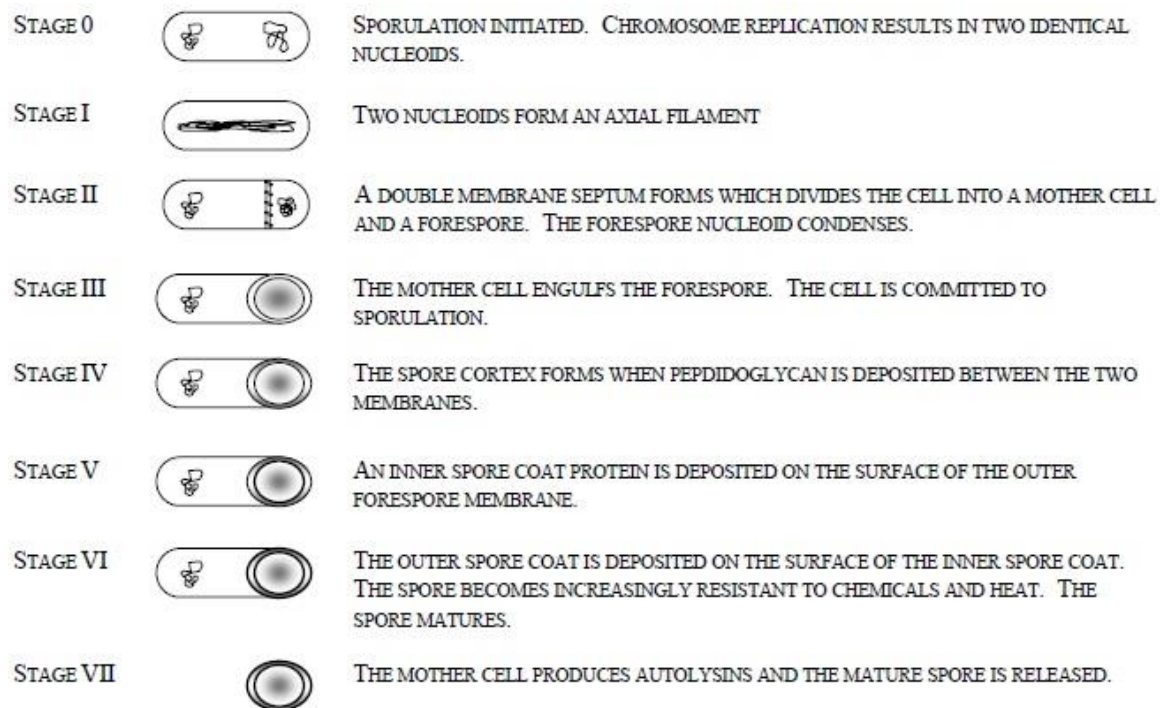 STAGE 0
SPORULATION INITIATED. CHROMOSOME REPLICATION RESULTS IN TWO IDENTICAL
NUCLEOIDS.
STAGE I
TWO NUCLEOIDS FORM AN AXIAL FILAMENT
STAGE II
A DOUBLE MEMBRANE SEPTUM FORMS WHICH DIVIDES THE CELL INTO A MOTHER CELL
AND A FORESPORE. THE FORESPORE NUCLEOID CONDENSES.
STAGE III
THE MOTHER CELL ENGULFS THE FORESPORE. THE CELL IS COMMITTED TO
SPORULATION.
STAGE IV
THE SPORE CORTEX FORMS WHEN PEPDIDOGLYCAN IS DEPOSITED BETWEEN THE TWO
MEMBRANES.
STAGE V
AN INNER SPORE COAT PROTEIN IS DEPOSITED ON THE SURFACE OF THE OUTER
FORESPORE MEMBRANE.
STAGE VI
THE OUTER SPORE COAT IS DEPOSITED ON THE SURFACE OF THE INNER SPORE COAT.
THE SPORE BECOMES INCREASINGLY RESISTANT TO CHEMICALS AND HEAT. THE
SPORE MATURES.
STAGE VII
THE MOTHER CELL PRODUCES AUTOLYSINS AND THE MATURE SPORE IS RELEASED.